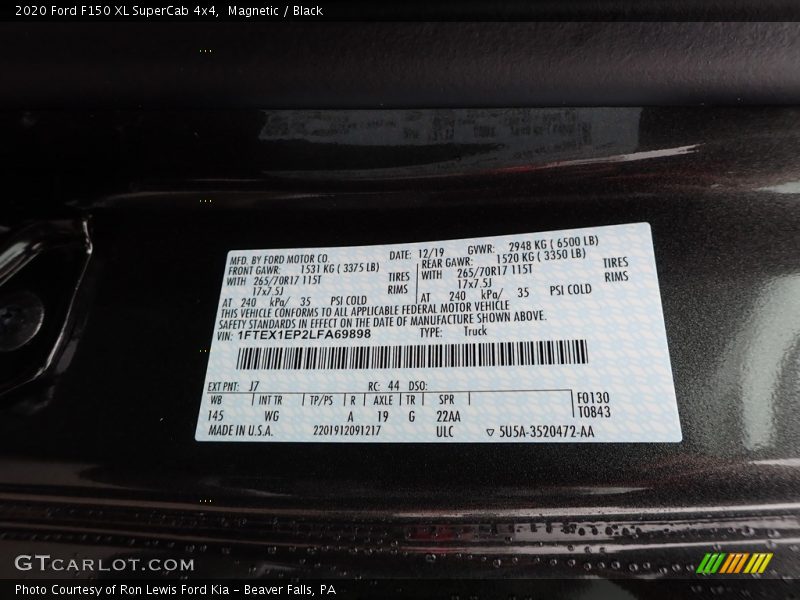 2020 Ford F150 XL SuperCab 4x4, Magnetic / Black
MFD. BY FORD MOTOR CO. DATE: 12/19 GVWR: 2948 KG ( 6500 LB)
FRONT GAWR: 1531 KG ( 3375 LB) REAR GAWR: 1520 KG ( 3350 LB)
WITH 265/70R17 115T TIRES WITH 265/70R17 115T TIRES
17x7.5J RIMS 17x7.5J RIMS
AT 240 kPa/ 35 PSI COLD AT 240 kPa/ 35 PSI COLD
THIS VEHICLE CONFORMS TO ALL APPLICABLE FEDERAL MOTOR VEHICLE
SAFETY STANDARDS IN EFFECT ON THE DATE OF MANUFACTURE SHOWN ABOVE.
VIN: 1FTEX1EP2LFA69898 TYPE: Truck
EXT PNT: J7 RC: 44 DSO:
WB INT TR TP/PS R AXLE TR SPR F0130
145 WG A 19 G 22AA T0843
MADE IN U.S.A. 2201912091217 ULC ▽ 5U5A-3520472-AA
GTCARLOT.COM
Photo Courtesy of Ron Lewis Ford Kia – Beaver Falls, PA